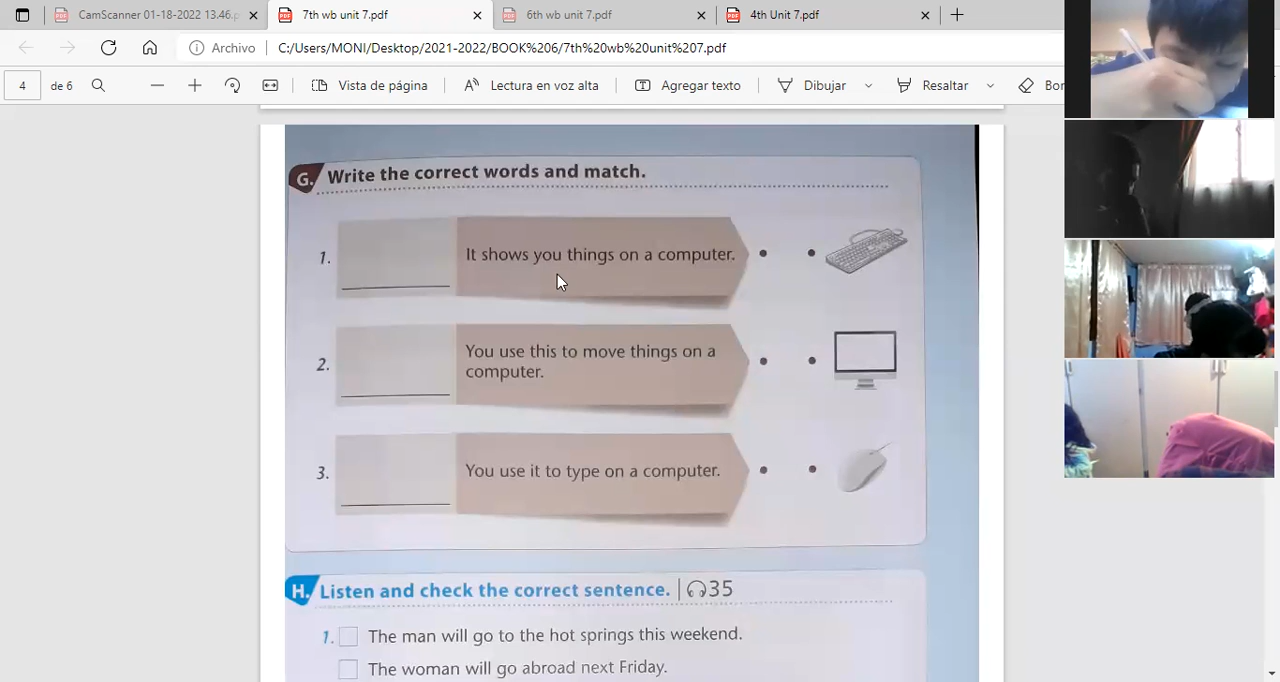 CamScanner 01-18-2022 13.46.p
7th wb unit 7.pdf
6th wb unit 7.pdf
4th Unit 7.pdf
Archivo
C:/Users/MONI/Desktop/2021-2022/BOOK%206/7th%20wb%20unit%207.pdf
4
de 6
Vista de página
Lectura en voz alta
Agregar texto
Dibujar
Resaltar
Bor
G. Write the correct words and match.
1. It shows you things on a computer.
2. You use this to move things on a
computer.
3. You use it to type on a computer.
H. Listen and check the correct sentence. 35
1. The man will go to the hot springs this weekend.
The woman will go abroad next Friday.